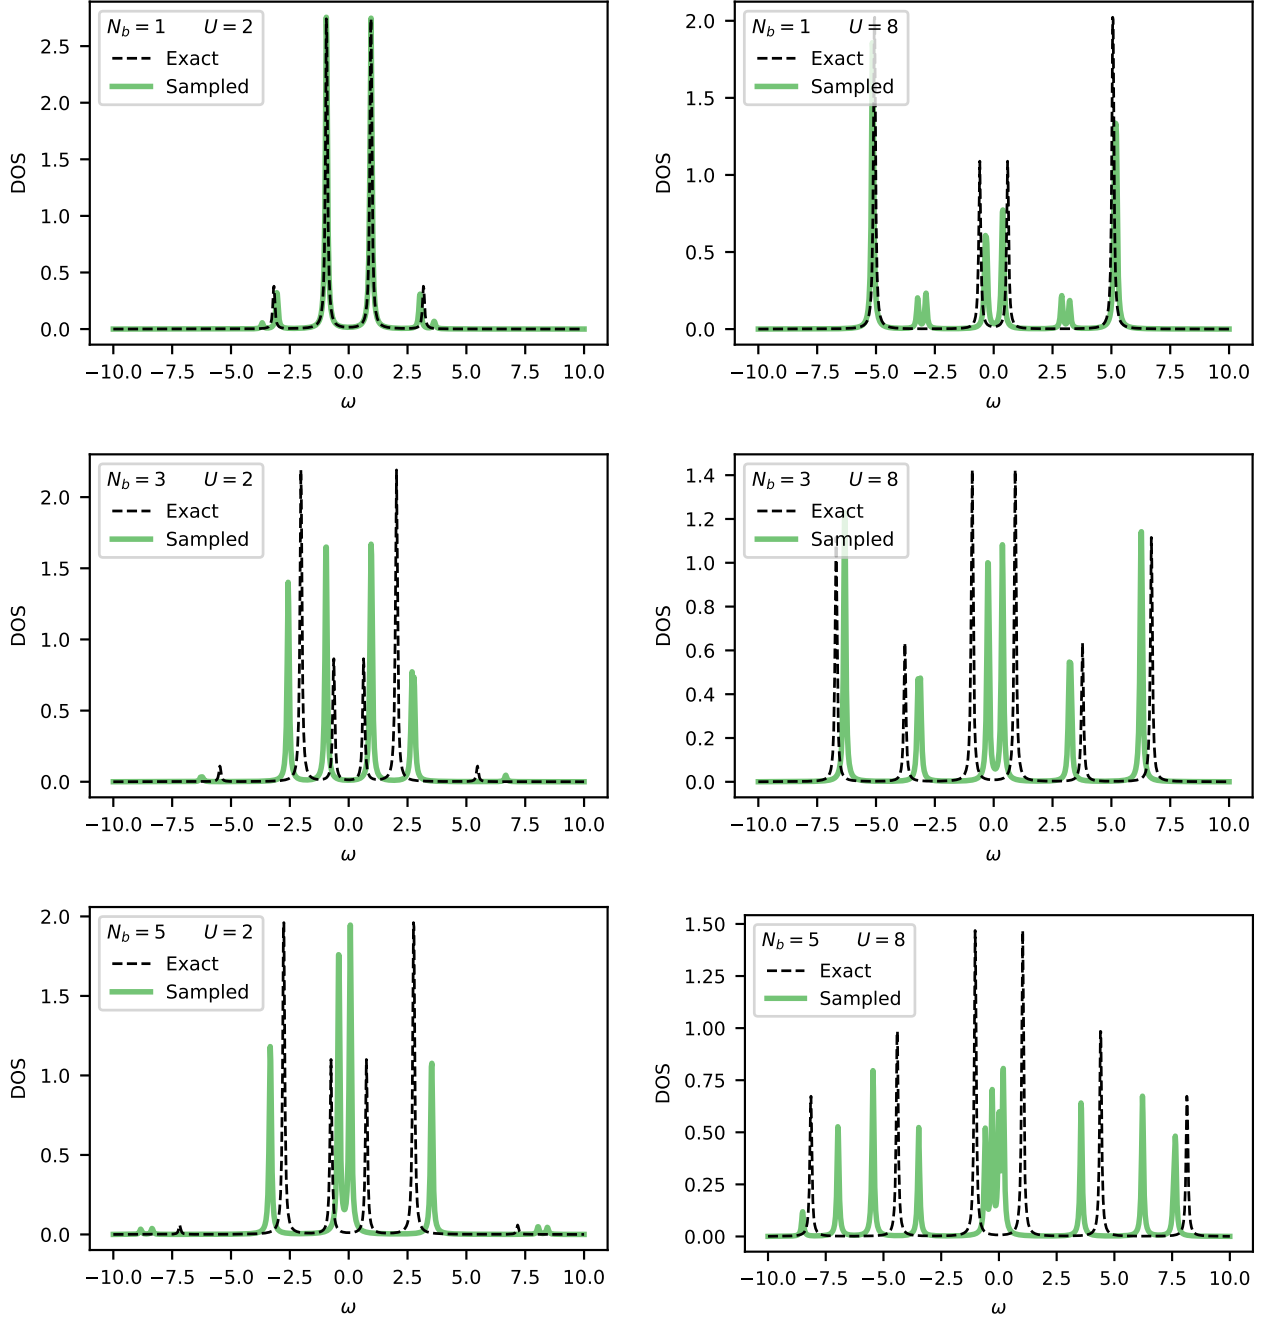 N_b = 1 U = 2
Exact
Sampled
DOS
2.5
2.0
1.5
1.0
0.5
0.0
−10.0 −7.5 −5.0 −2.5 0.0 2.5 5.0 7.5 10.0
ω
N_b = 1 U = 8
Exact
Sampled
DOS
2.0
1.5
1.0
0.5
0.0
−10.0 −7.5 −5.0 −2.5 0.0 2.5 5.0 7.5 10.0
ω
N_b = 3 U = 2
Exact
Sampled
DOS
2.0
1.5
1.0
0.5
0.0
−10.0 −7.5 −5.0 −2.5 0.0 2.5 5.0 7.5 10.0
ω
N_b = 3 U = 8
Exact
Sampled
DOS
1.4
1.2
1.0
0.8
0.6
0.4
0.2
0.0
−10.0 −7.5 −5.0 −2.5 0.0 2.5 5.0 7.5 10.0
ω
N_b = 5 U = 2
Exact
Sampled
DOS
2.0
1.5
1.0
0.5
0.0
−10.0 −7.5 −5.0 −2.5 0.0 2.5 5.0 7.5 10.0
ω
N_b = 5 U = 8
Exact
Sampled
DOS
1.50
1.25
1.00
0.75
0.50
0.25
0.00
−10.0 −7.5 −5.0 −2.5 0.0 2.5 5.0 7.5 10.0
ω